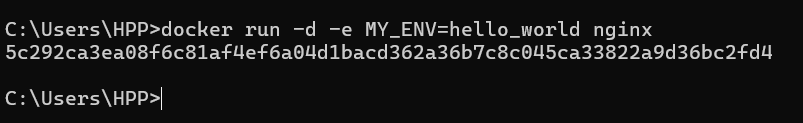 C:\Users\HPP>docker run -d -e MY_ENV=hello_world nginx
5c292ca3ea08f6c81af4ef6a04d1bacd362a36b7c8c045ca33822a9d36bc2fd4
C:\Users\HPP>